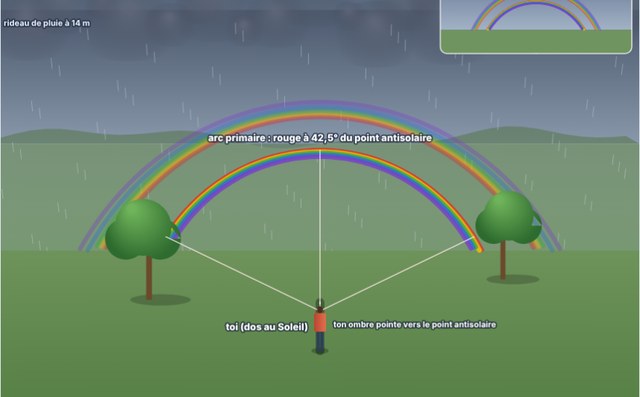 rideau de pluie à 14 m
arc primaire : rouge à 42,5° du point antisolaire
toi (dos au Soleil)
ton ombre pointe vers le point antisolaire